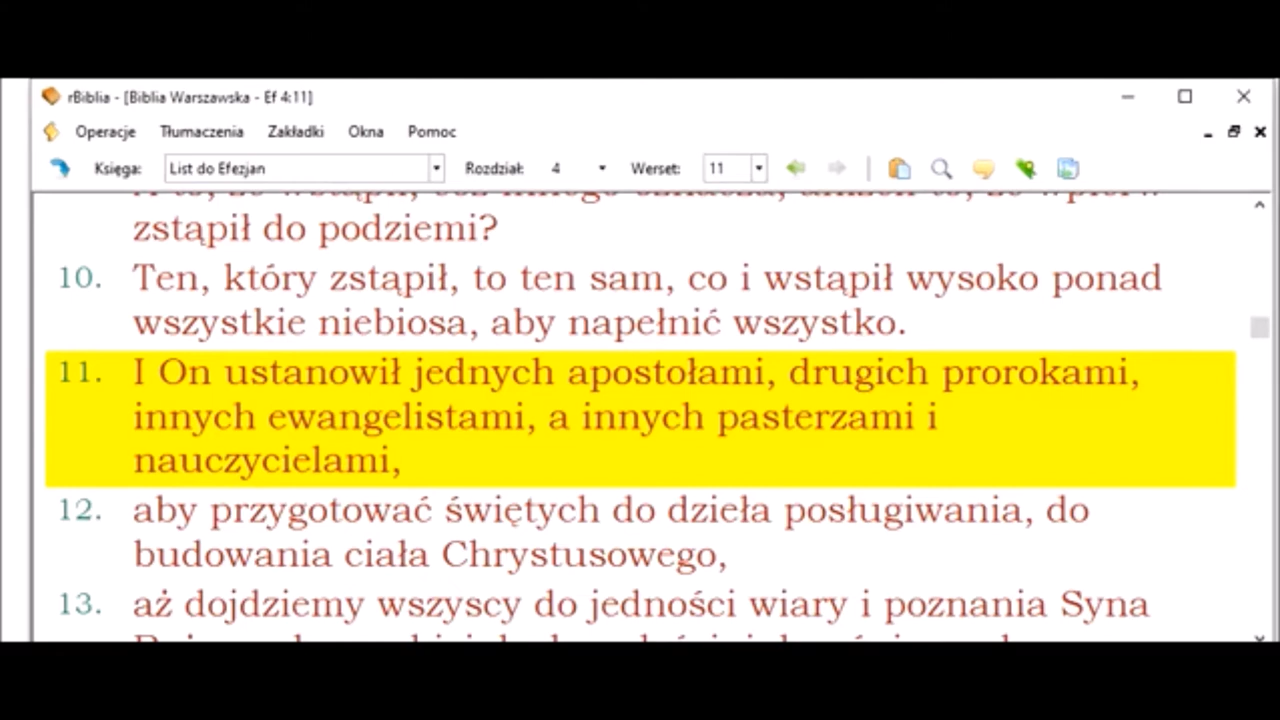 rBiblia - [Biblia Warszawska - Ef 4:11]
Operacje Tłumaczenia Zakładki Okna Pomoc
Księga: List do Efezjan Rozdział: 4 Werset: 11
zstąpił do podziemi?
10. Ten, który zstąpił, to ten sam, co i wstąpił wysoko ponad
wszystkie niebiosa, aby napełnić wszystko.
11. I On ustanowił jednych apostołami, drugich prorokami,
innych ewangelistami, a innych pasterzami i
nauczycielami,
12. aby przygotować świętych do dzieła posługiwania, do
budowania ciała Chrystusowego,
13. aż dojdziemy wszyscy do jedności wiary i poznania Syna